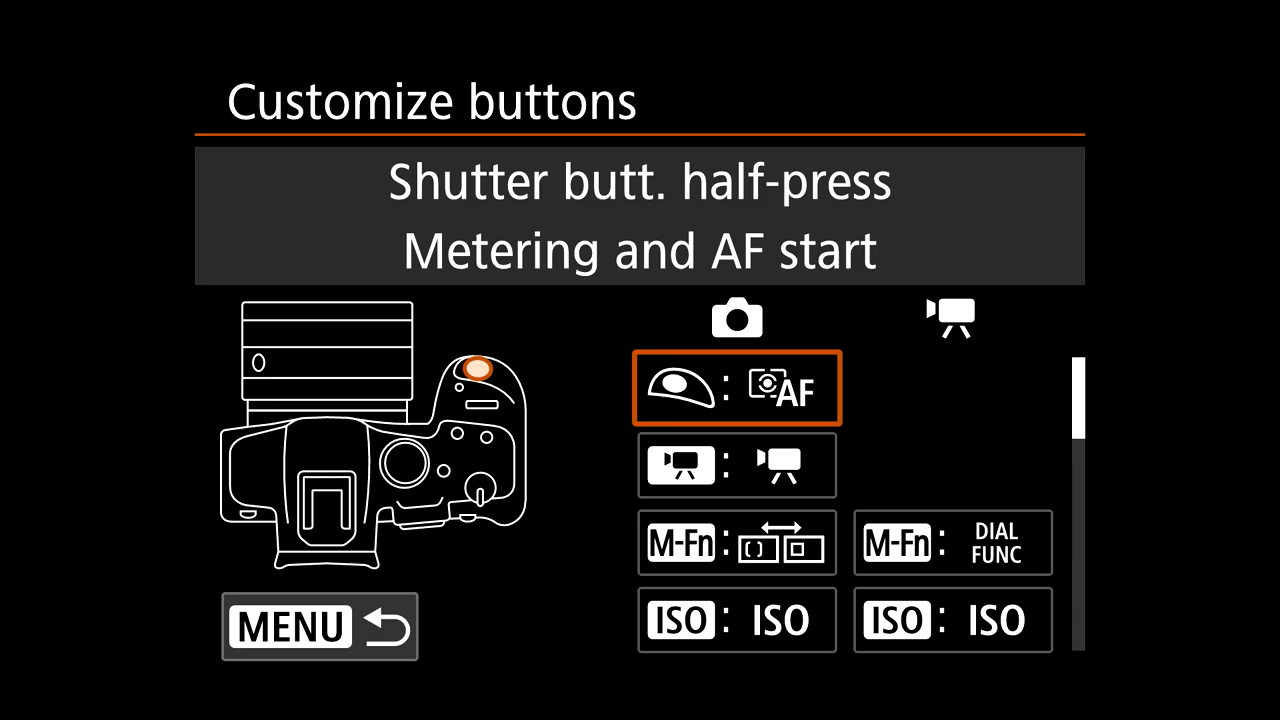 Customize buttons
Shutter butt. half-press
Metering and AF start
: AF
:
M-Fn : M-Fn : DIAL FUNC
ISO : ISO ISO : ISO
MENU